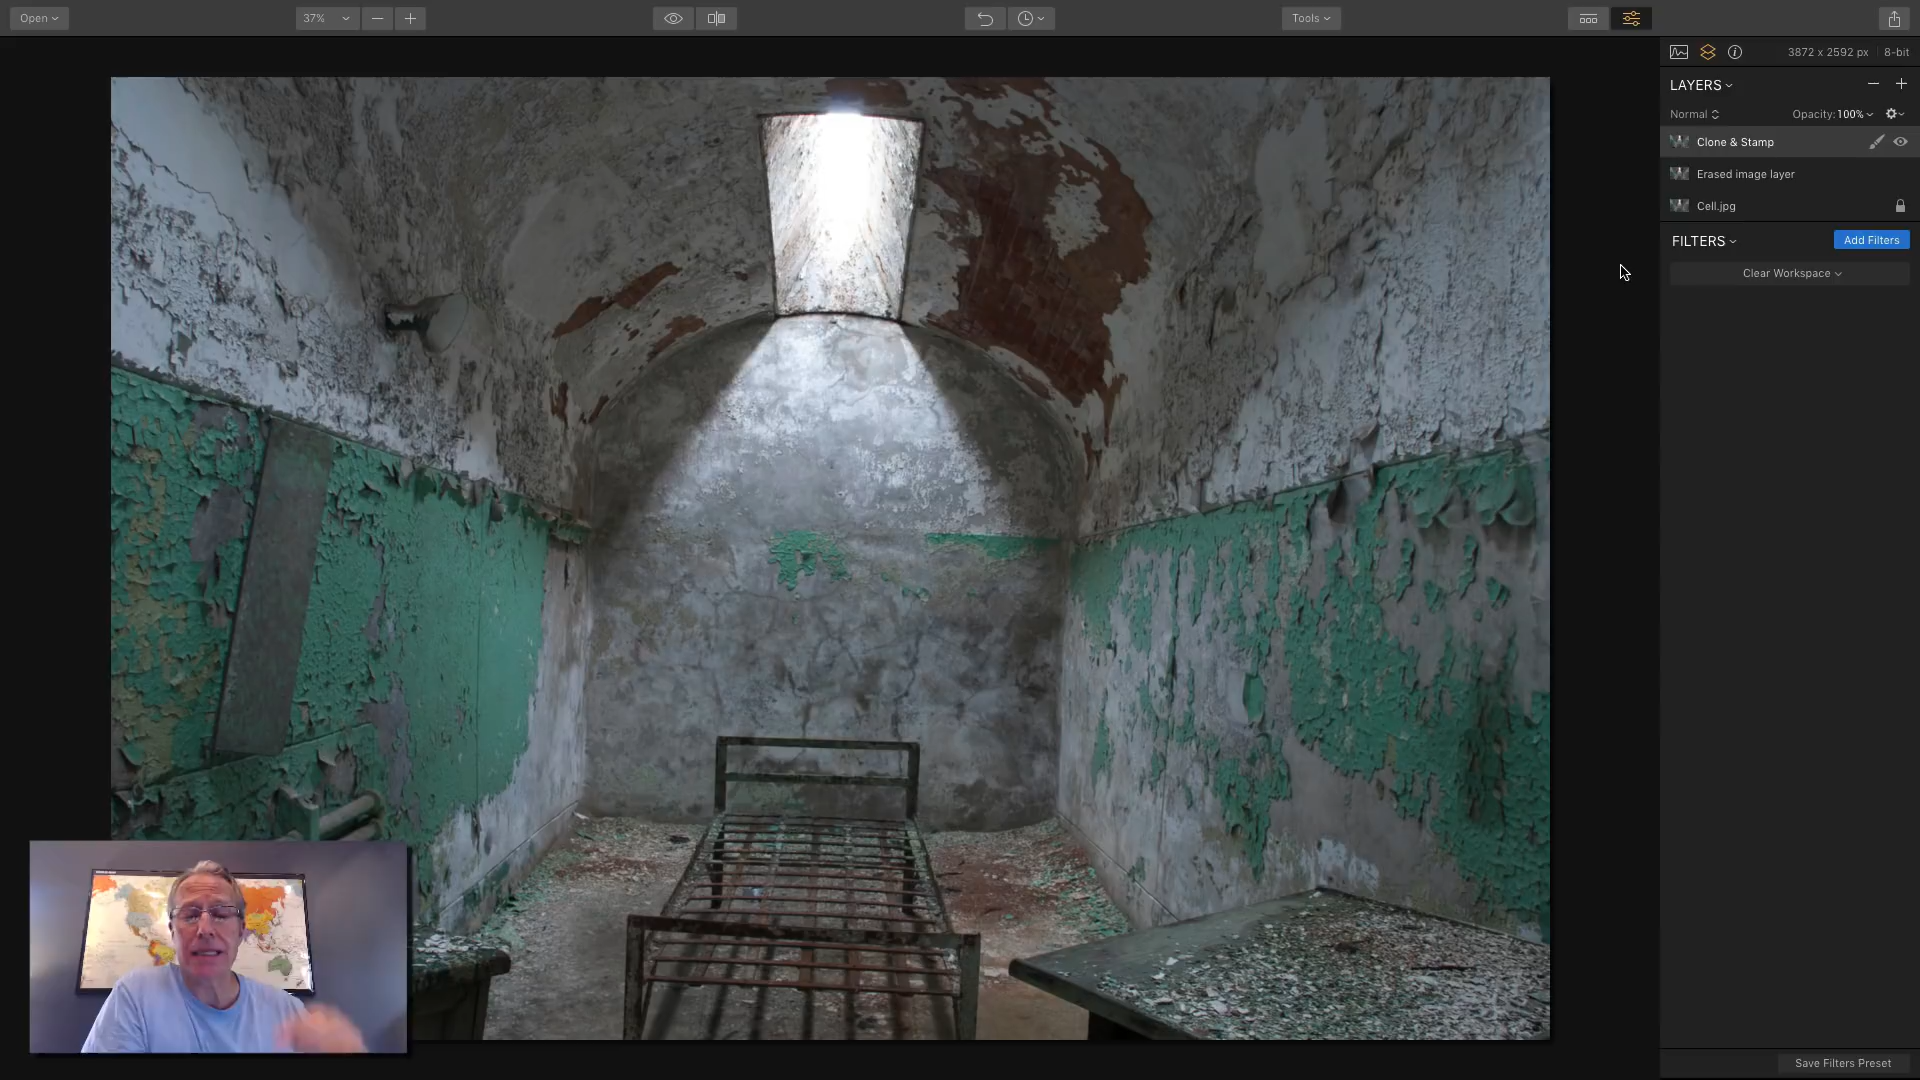 Open
37%
Tools
3872 x 2592 px
8-bit
LAYERS
Normal
Opacity: 100%
Clone & Stamp
Erased image layer
Cell.jpg
FILTERS
Add Filters
Clear Workspace
Save Filters Preset